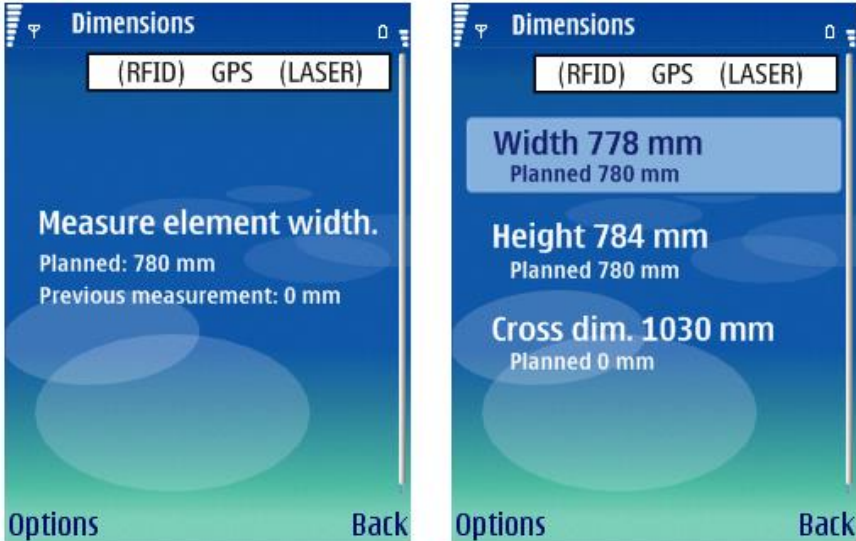 Dimensions
(RFID) GPS (LASER)
Measure element width.
Planned: 780 mm
Previous measurement: 0 mm
Options Back
Dimensions
(RFID) GPS (LASER)
Width 778 mm
Planned 780 mm
Height 784 mm
Planned 780 mm
Cross dim. 1030 mm
Planned 0 mm
Options Back